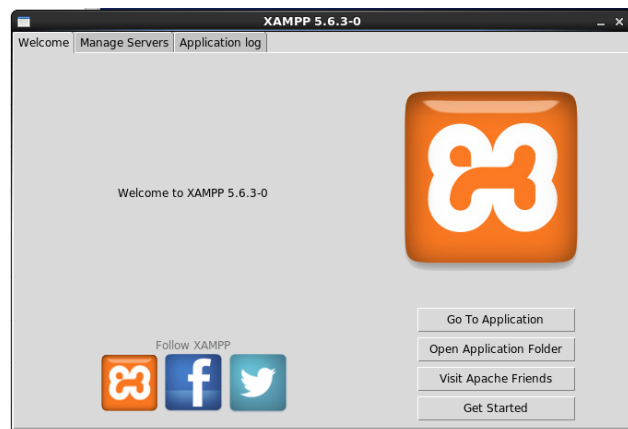 XAMPP 5.6.3-0
Welcome Manage Servers Application log
Welcome to XAMPP 5.6.3-0
Go To Application
Open Application Folder
Visit Apache Friends
Get Started
Follow XAMPP